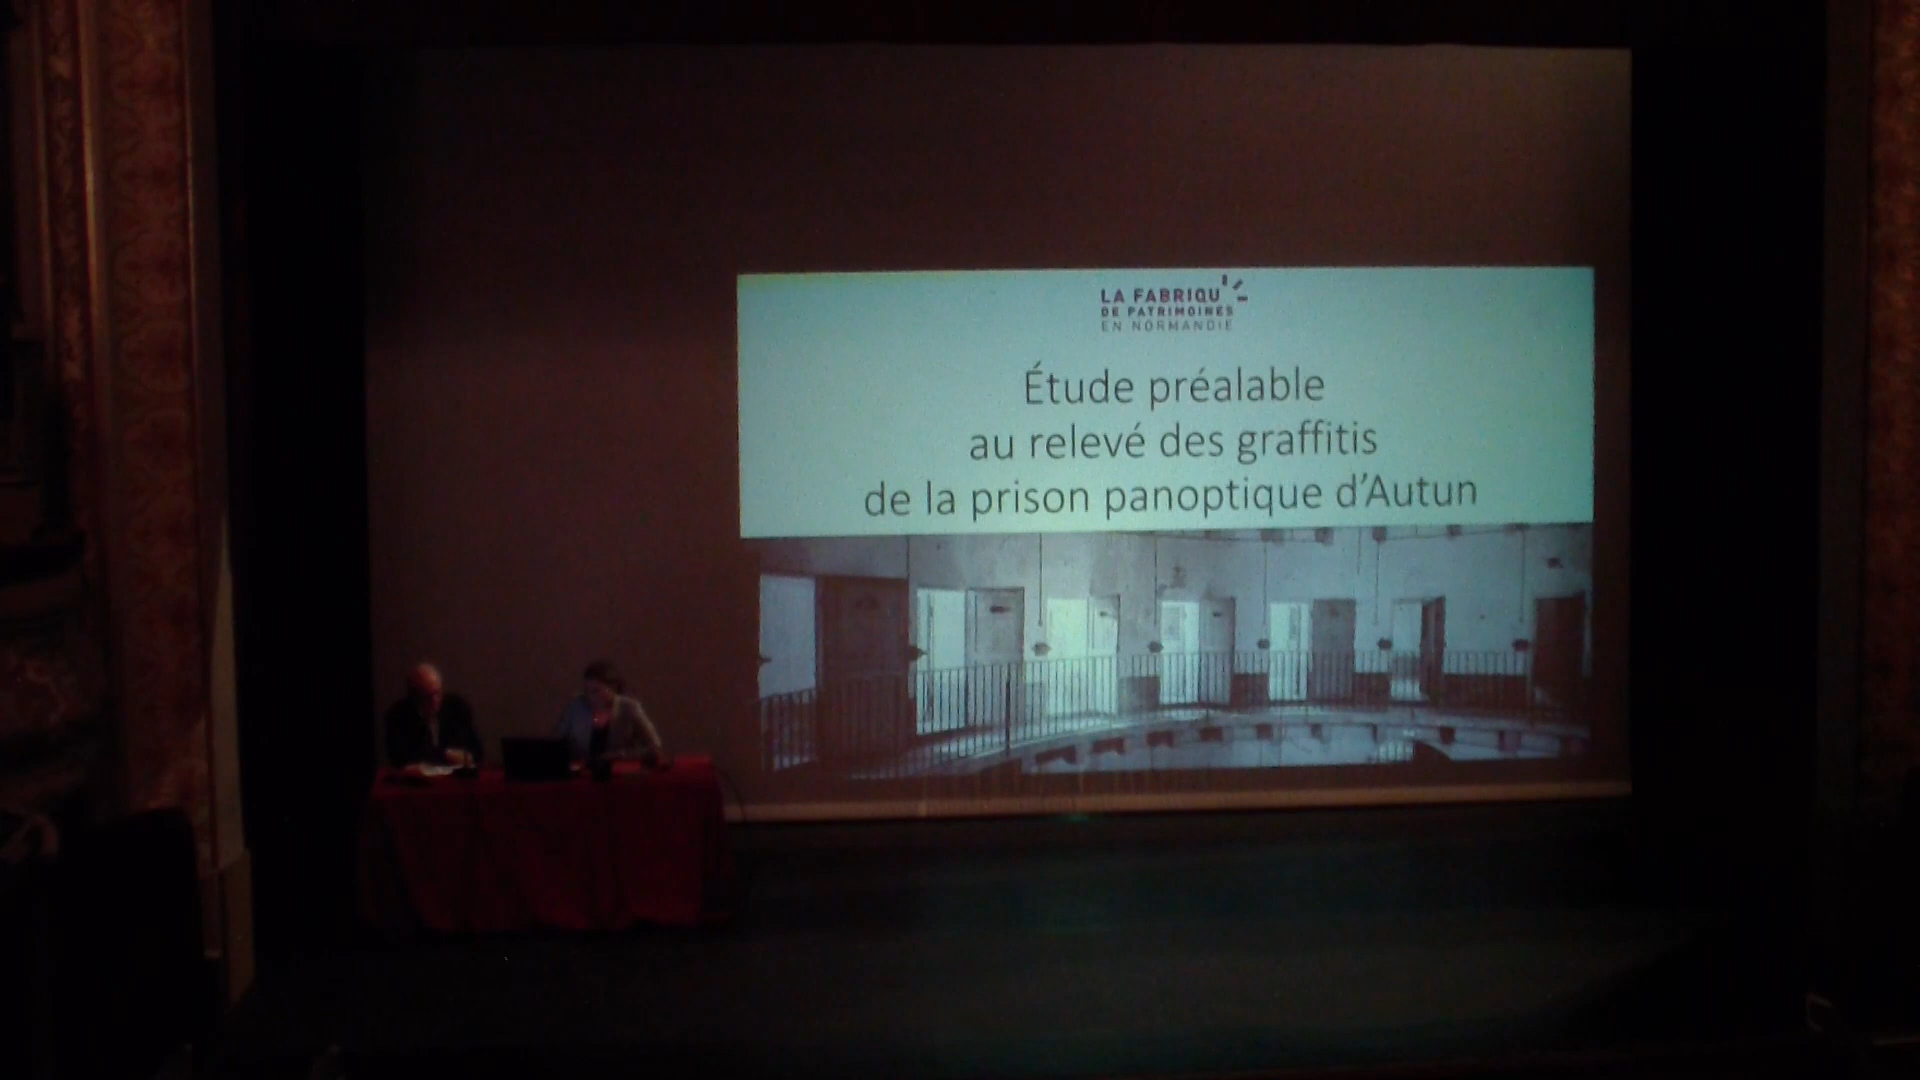 LA FABRIQU
DE PATRIMOINES
EN NORMANDIE
Étude préalable
au relevé des graffitis
de la prison panoptique d’Autun